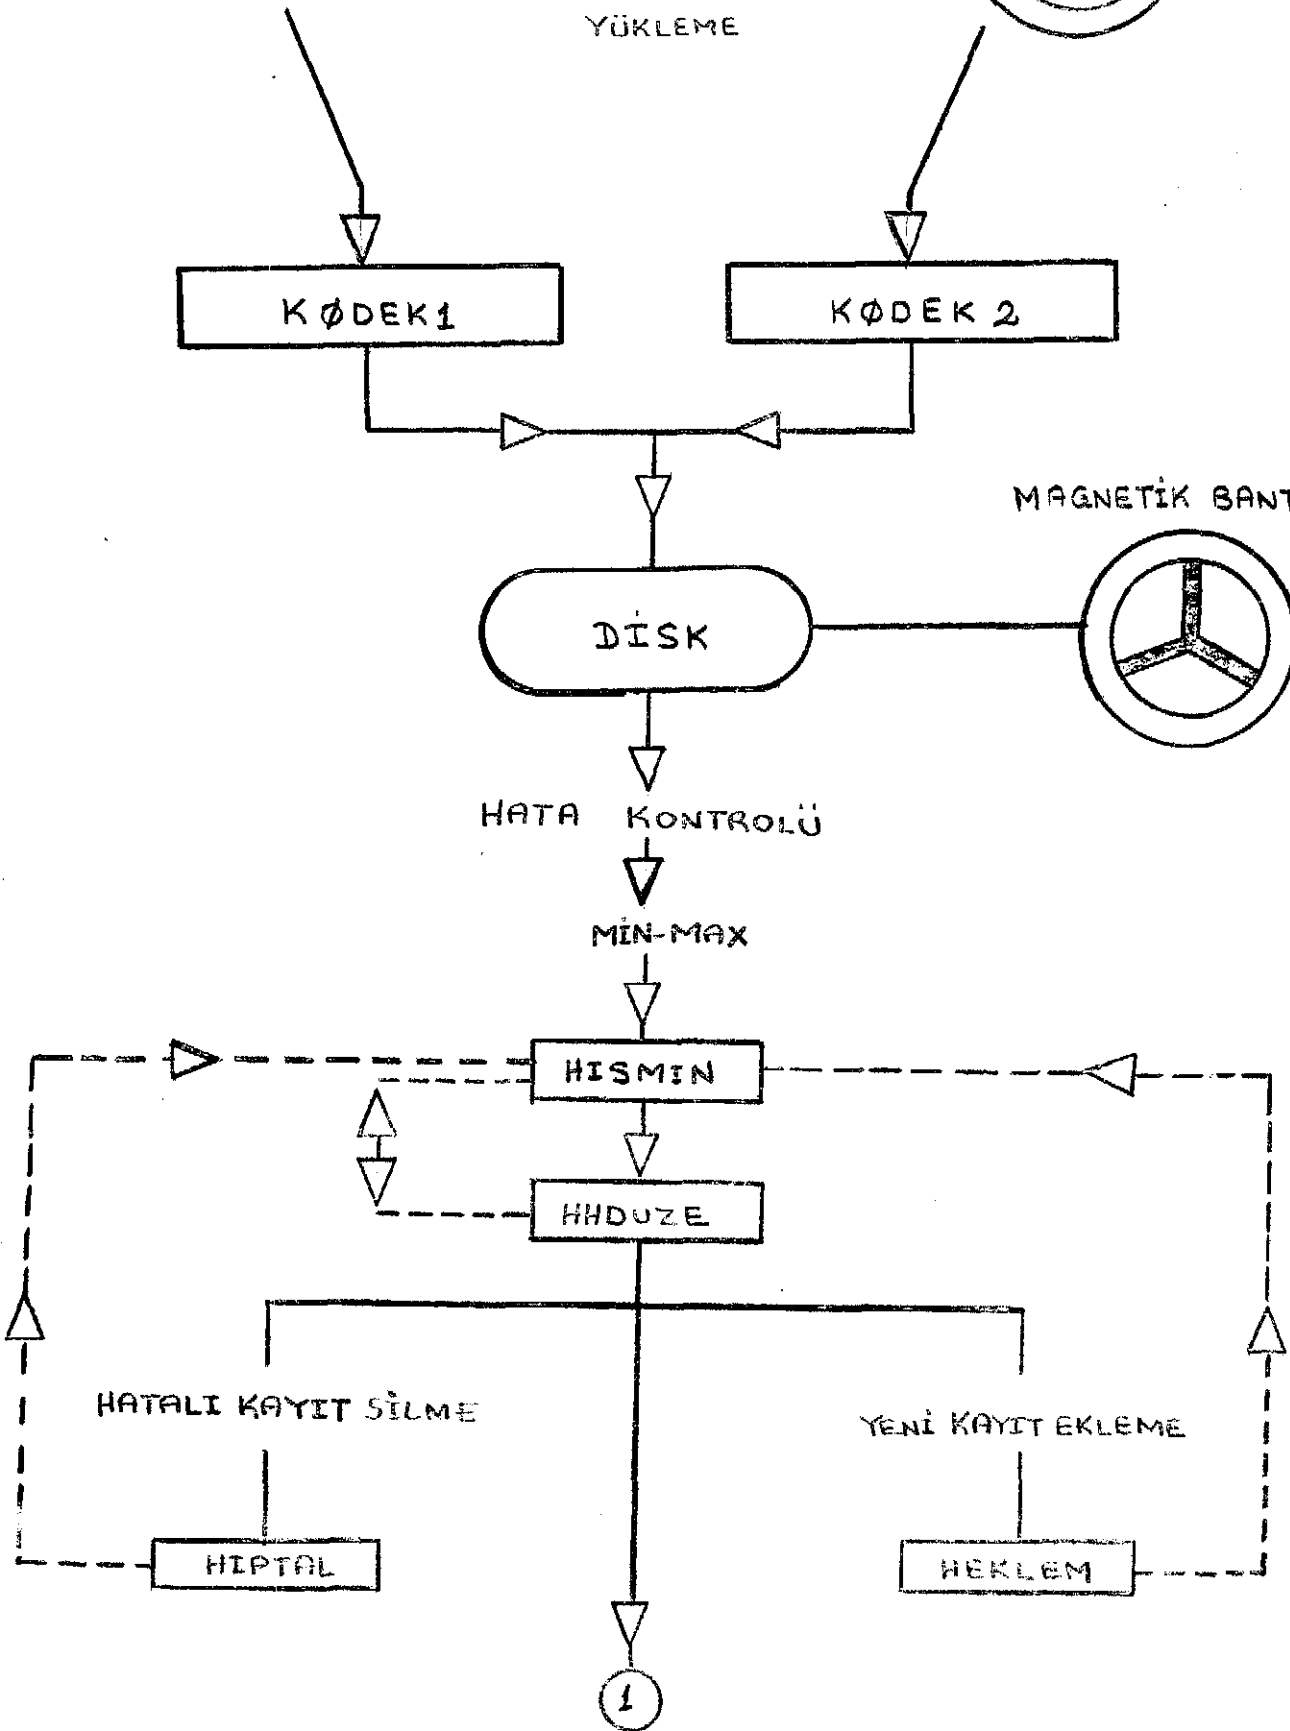 YÜKLEME
KØDEK1
KØDEK 2
MAGNETİK BANT
DİSK
HATA KONTROLÜ
MİN-MAX
HISMIN
HHDUZE
HATALI KAYIT SİLME
YENİ KAYIT EKLEME
HIPTAL
HEKLEM
1